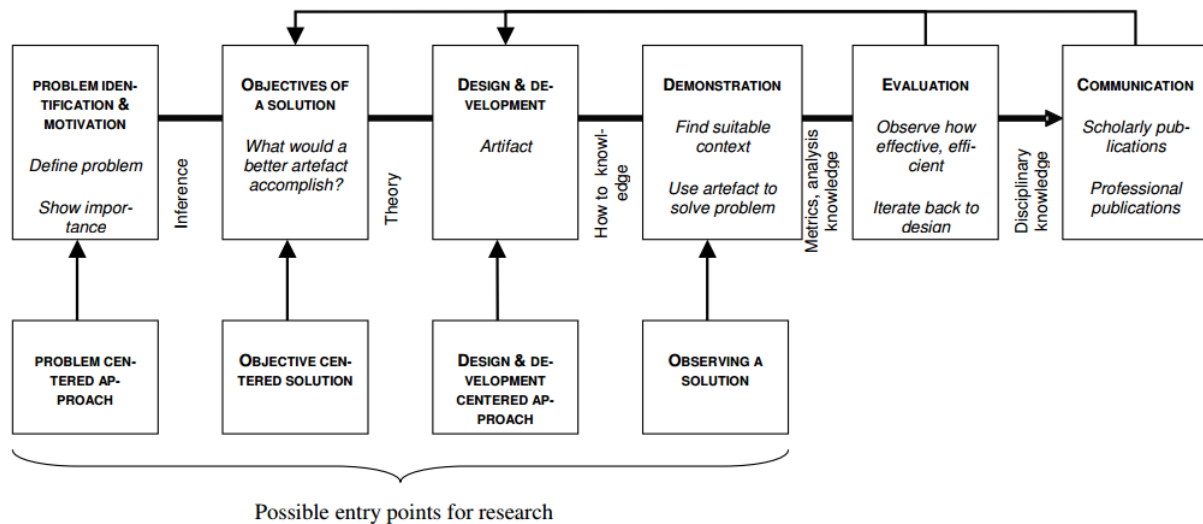 PROBLEM IDEN-
TIFICATION &
MOTIVATION
Define problem
Show impor-
tance
Inference
OBJECTIVES OF
A SOLUTION
What would a
better artefact
accomplish?
Theory
DESIGN & DE-
VELOPMENT
Artifact
How to knowl-
edge
DEMONSTRATION
Find suitable
context
Use artefact to
solve problem
Metrics, analysis
knowledge
EVALUATION
Observe how
effective, effi-
cient
Iterate back to
design
Disciplinary
knowledge
COMMUNICATION
Scholarly pub-
lications
Professional
publications
PROBLEM CEN-
TERED AP-
PROACH
OBJECTIVE CEN-
TERED SOLUTION
DESIGN & DE-
VELOPMENT
CENTERED AP-
PROACH
OBSERVING A
SOLUTION
Possible entry points for research